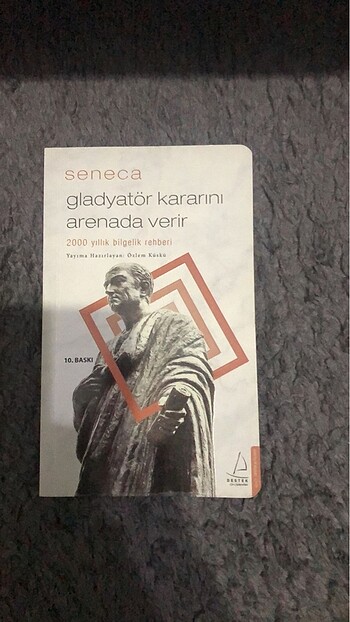 seneca
gladyatör kararını
arenada verir
2000 yıllık bilgelik rehberi
Yayıma Hazırlayan: Özlem Küskü
10. BASKI
DESTEK